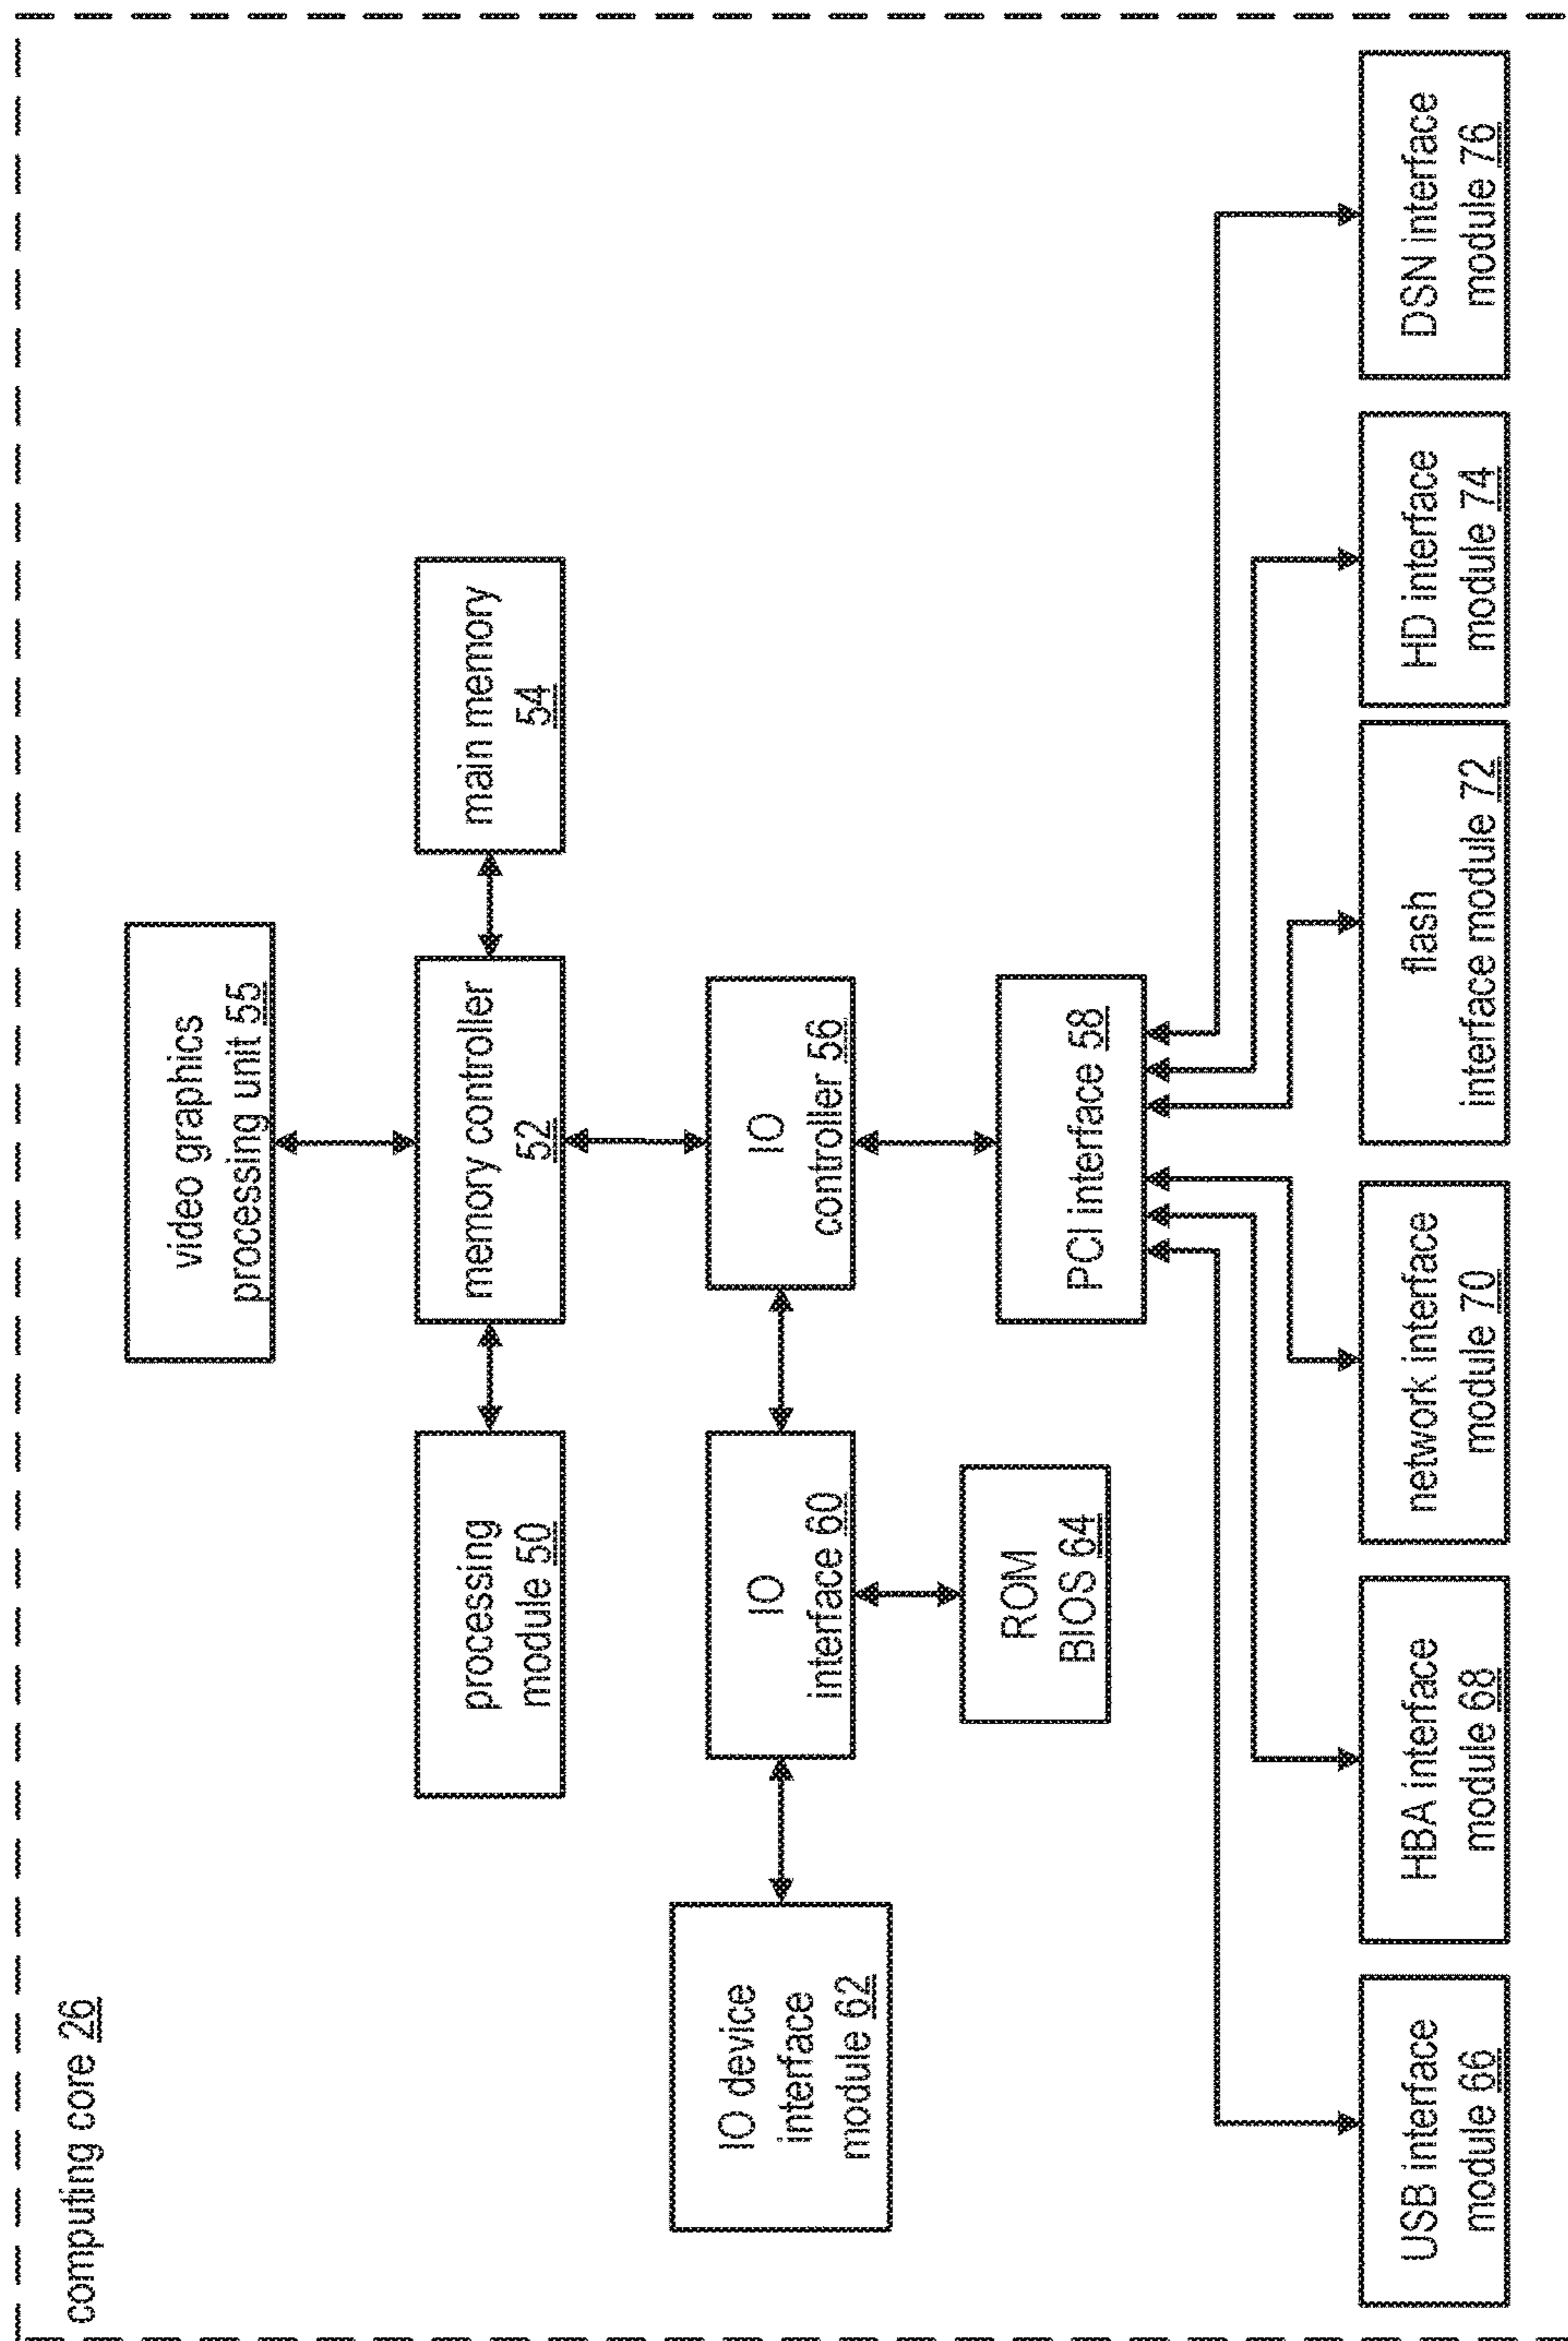 computing core 26
video graphics
processing unit 55
processing
module 50
memory controller
52
main memory
54
IO device
interface
module 62
IO
interface 60
IO
controller 56
ROM
BIOS 64
PCI interface 58
USB interface
module 66
HBA interface
module 68
network interface
module 70
flash
interface module 72
HD interface
module 74
DSN interface
module 76